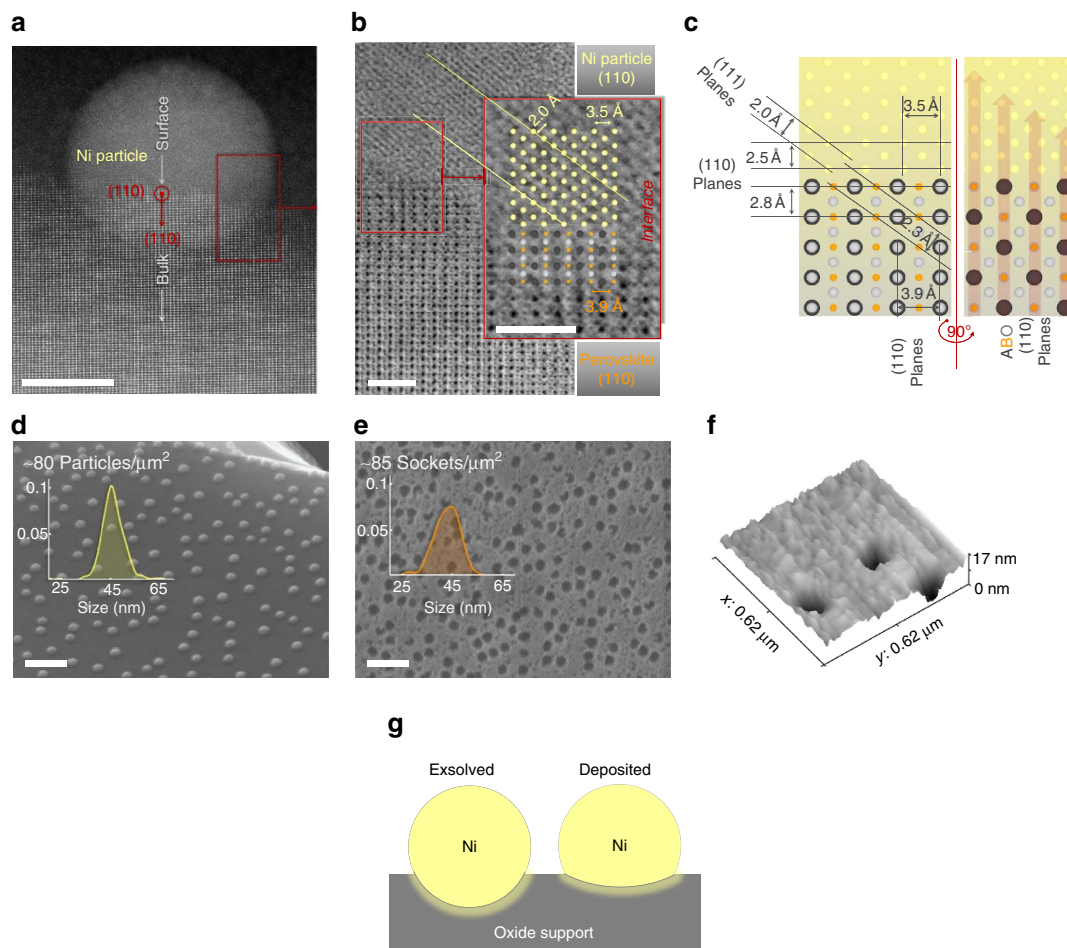 a
Ni particle
Surface
(110)
(110)
Bulk
b
Ni particle
(110)
2.0 Å
3.5 Å
3.9 Å
Interface
Perovskite
(110)
c
(111)
Planes
2.0 Å
3.5 Å
2.5 Å
(110)
Planes
2.8 Å
2.3 Å
3.9 Å
(110)
Planes
90°
ABO
(110)
Planes
d
~80 Particles/μm²
0.1
0.05
25 45 65
Size (nm)
e
~85 Sockets/μm²
0.1
0.05
25 45 65
Size (nm)
f
17 nm
0 nm
x: 0.62 μm
y: 0.62 μm
g
Exsolved Deposited
Ni Ni
Oxide support